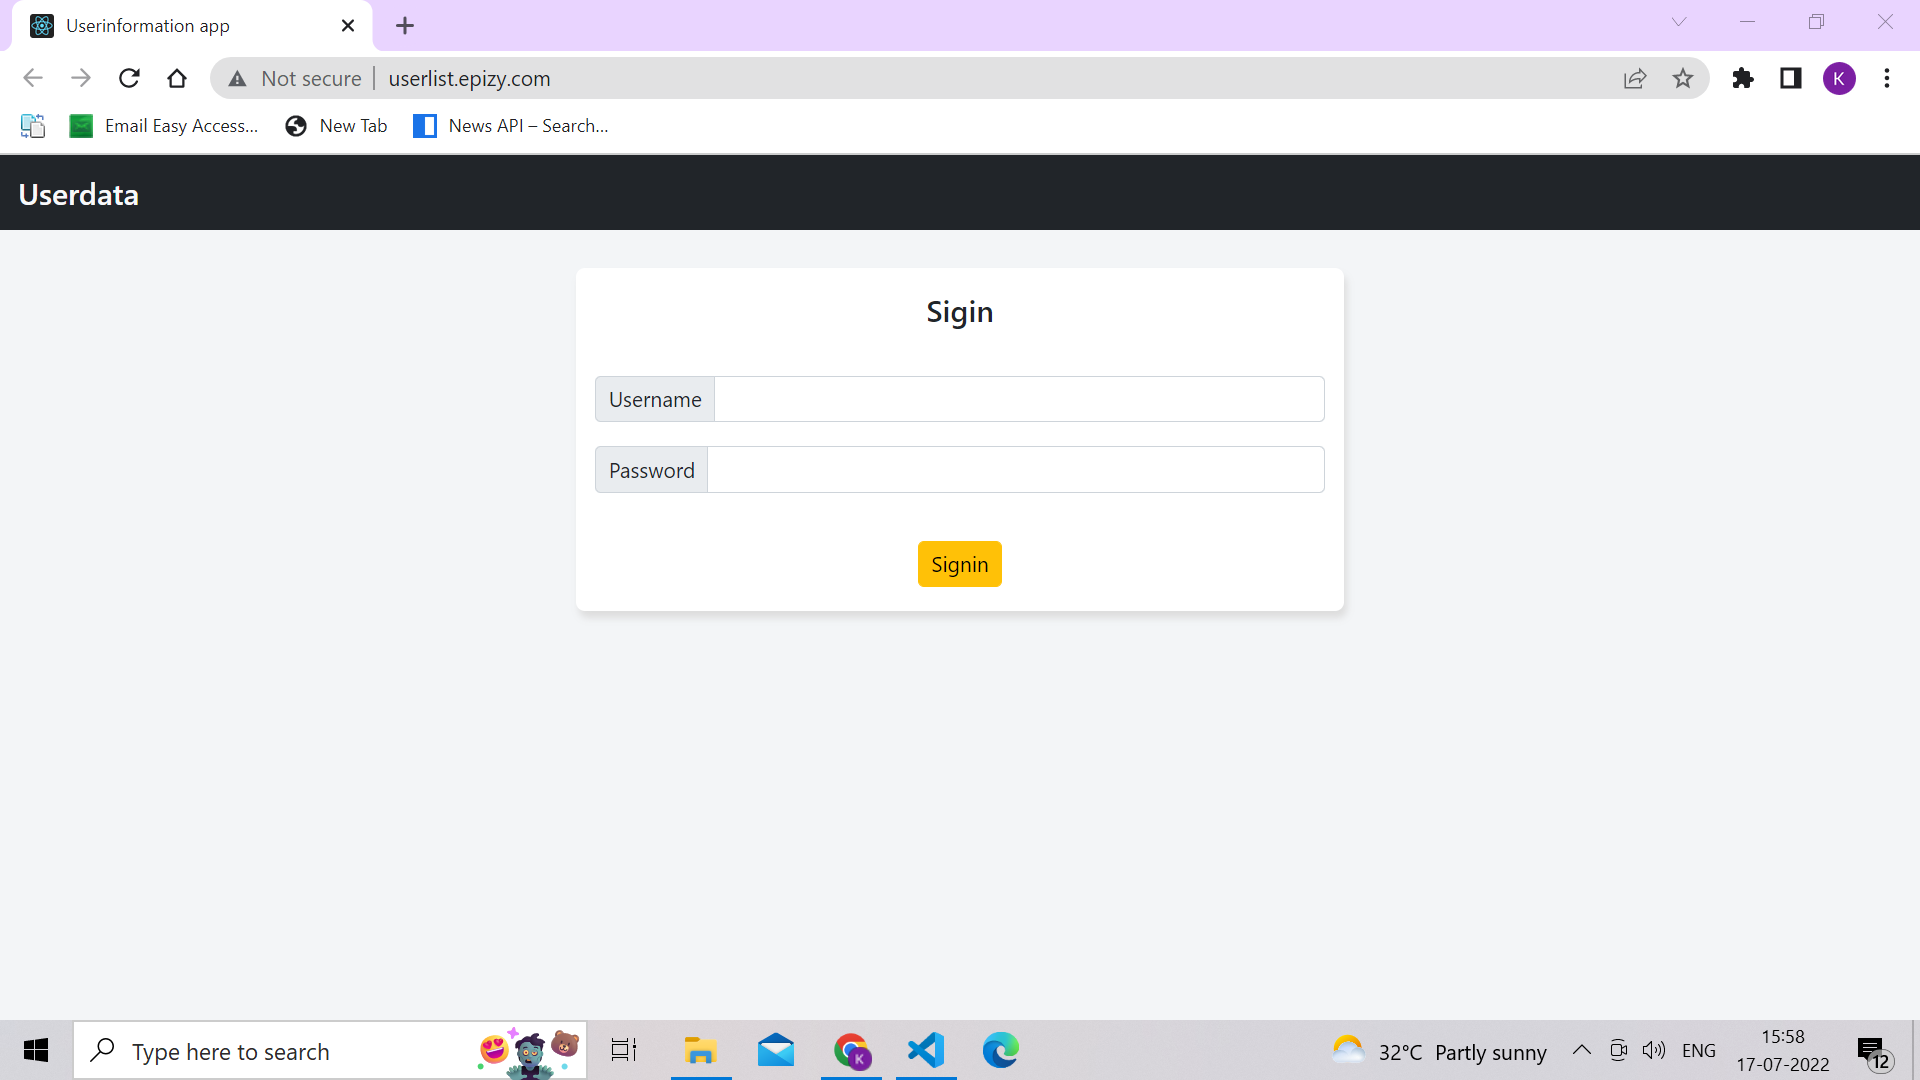 Userinformation app
Not secure userlist.epizy.com
K
Email Easy Access... New Tab News API – Search...
Userdata
Sigin
Username
Password
Signin
Type here to search
K
32°C Partly sunny
ENG
15:58
17-07-2022
12